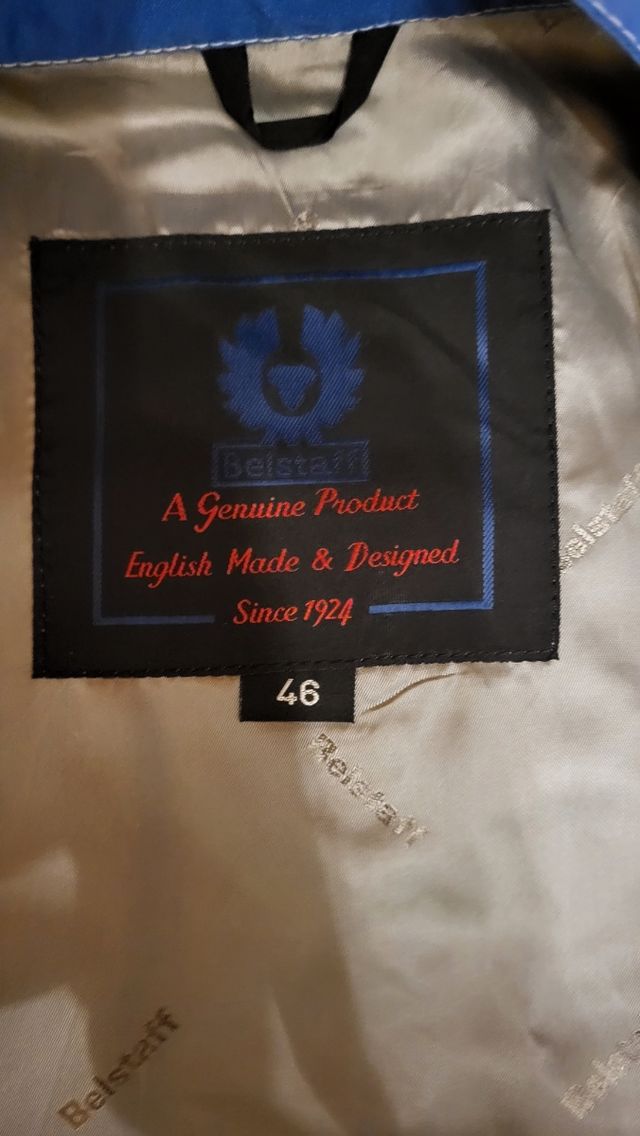 Belstaff
A Genuine Product
English Made & Designed
Since 1924
46
Belstaff
Belstaff
Belstaff